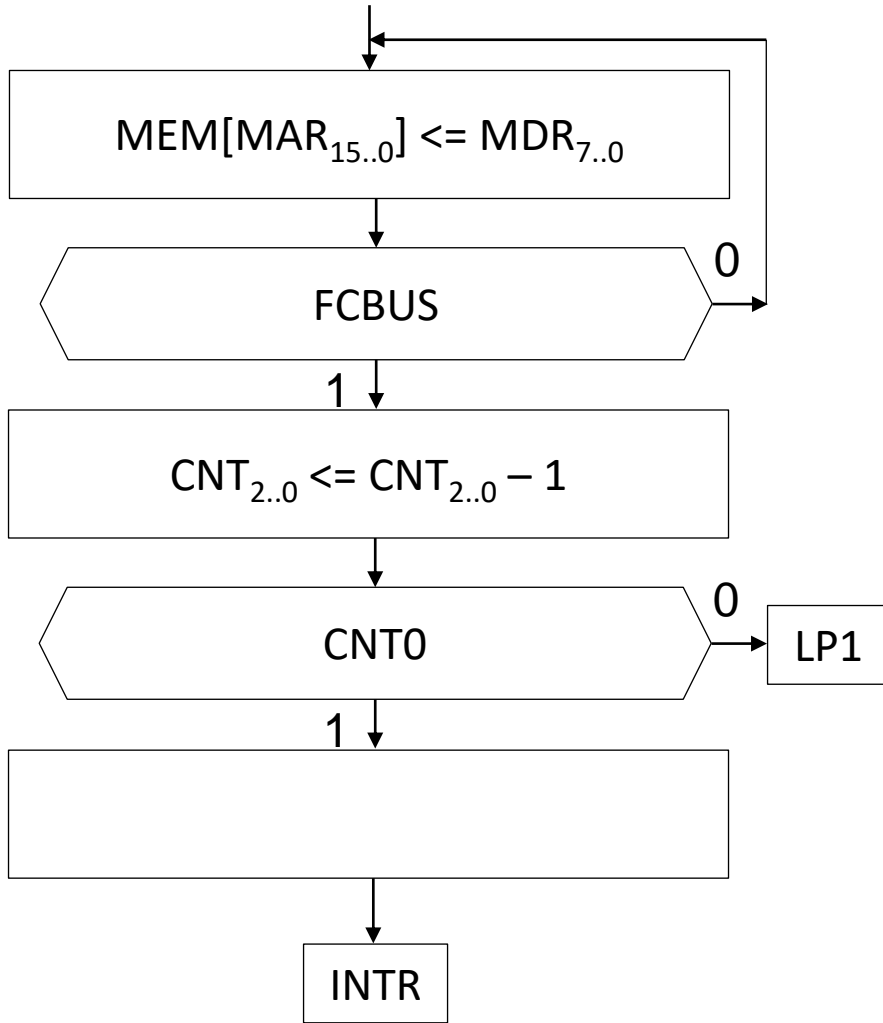 MEM[MAR15..0] <= MDR7..0
0
FCBUS
1
CNT2..0 <= CNT2..0 – 1
0
CNT0
LP1
1
INTR